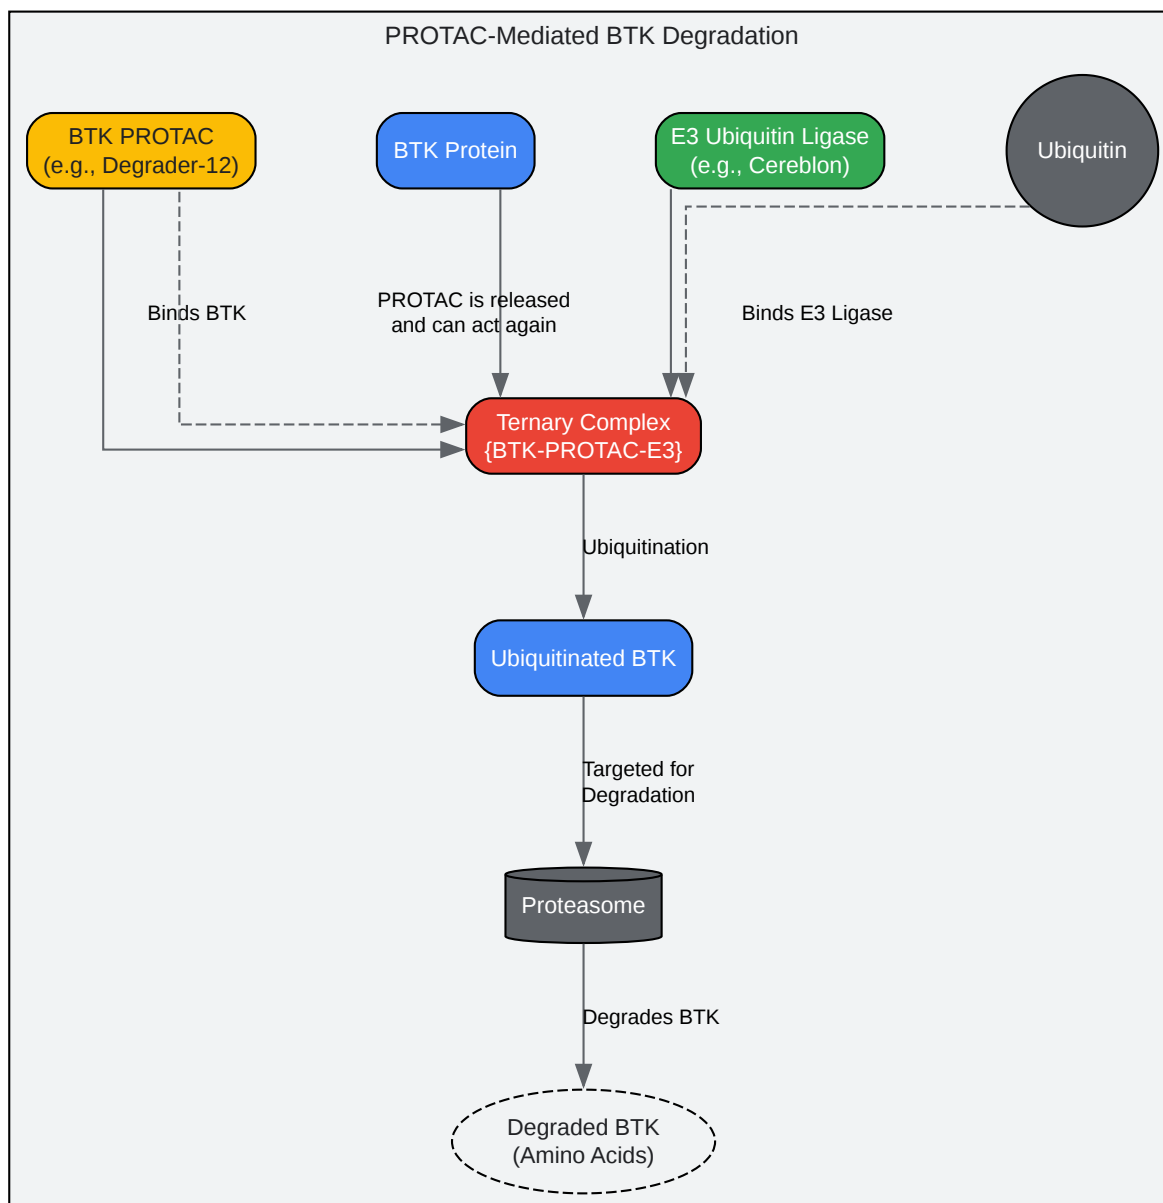 PROTAC-Mediated BTK Degradation
BTK PROTAC
(e.g., Degrader-12)
BTK Protein
E3 Ubiquitin Ligase
(e.g., Cereblon)
Ubiquitin
Binds BTK
PROTAC is released
and can act again
Binds E3 Ligase
Ternary Complex
{BTK-PROTAC-E3}
Ubiquitination
Ubiquitinated BTK
Targeted for
Degradation
Proteasome
Degrades BTK
Degraded BTK
(Amino Acids)